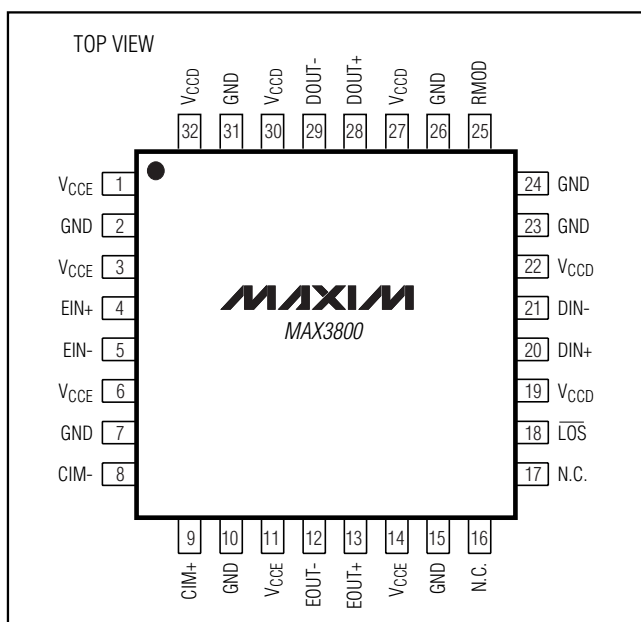 TOP VIEW
VCCD
GND
VCCD
DOUT-
DOUT+
VCCD
GND
RMOD
32
31
30
29
28
27
26
25
VCCE 1
GND 2
VCCE 3
EIN+ 4
EIN- 5
VCCE 6
GND 7
CIM- 8
MAXIM
MAX3800
24 GND
23 GND
22 VCCD
21 DIN-
20 DIN+
19 VCCD
18 L̅O̅S̅
17 N.C.
9
10
11
12
13
14
15
16
CIM+
GND
VCCE
EOUT-
EOUT+
VCCE
GND
N.C.